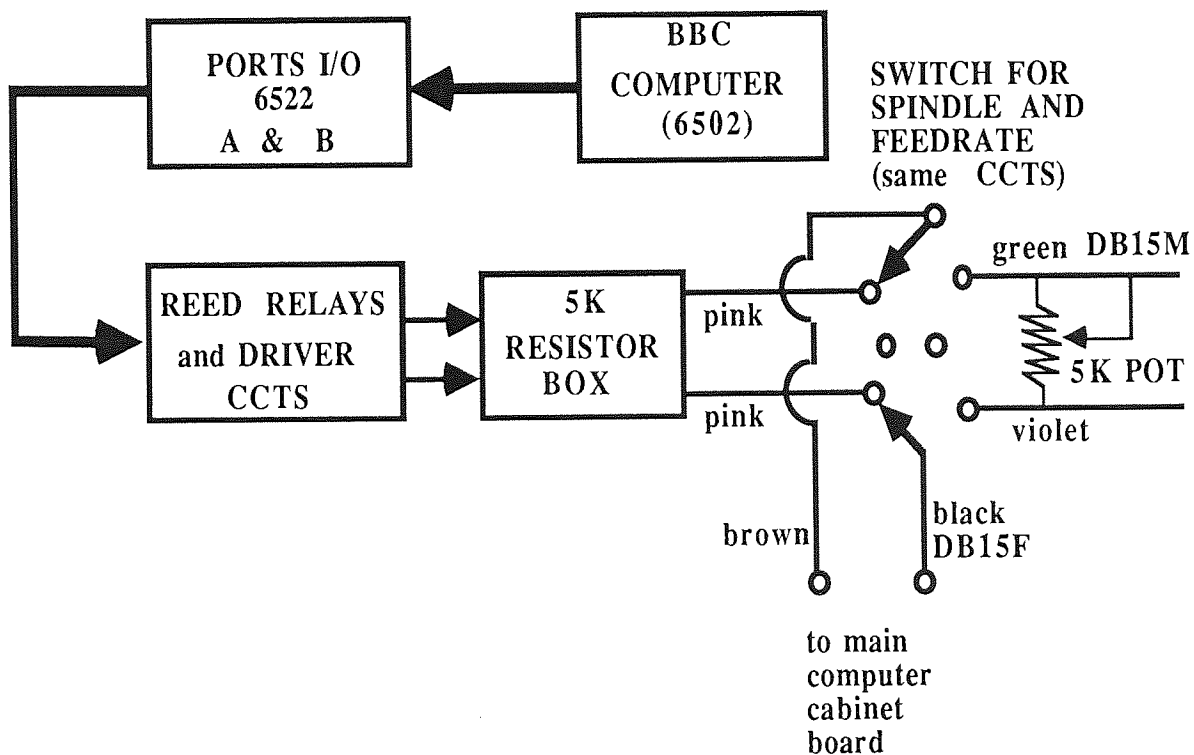 PORTS I/O
6522
A & B
BBC
COMPUTER
(6502)
SWITCH FOR
SPINDLE AND
FEEDRATE
(same CCTS)
REED RELAYS
and DRIVER
CCTS
5K
RESISTOR
BOX
pink
pink
green DB15M
5K POT
violet
brown
black
DB15F
to main
computer
cabinet
board